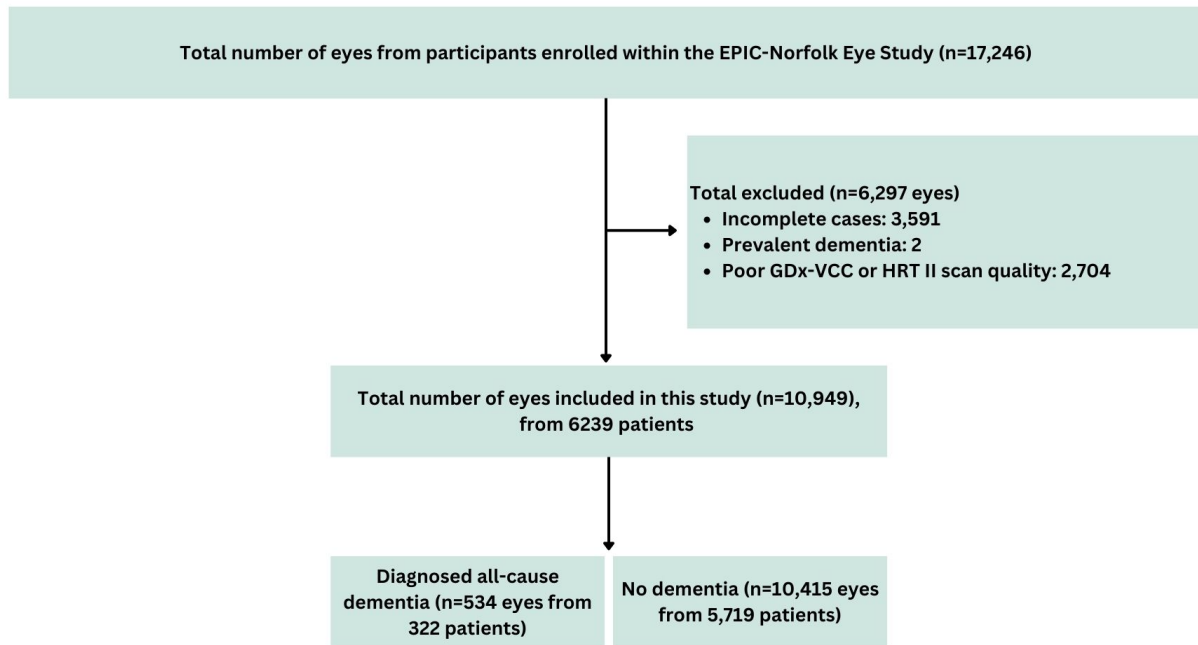 Total number of eyes from participants enrolled within the EPIC-Norfolk Eye Study (n=17,246)
Total excluded (n=6,297 eyes)
• Incomplete cases: 3,591
• Prevalent dementia: 2
• Poor GDx-VCC or HRT II scan quality: 2,704
Total number of eyes included in this study (n=10,949),
from 6239 patients
Diagnosed all-cause
dementia (n=534 eyes from
322 patients)
No dementia (n=10,415 eyes
from 5,719 patients)